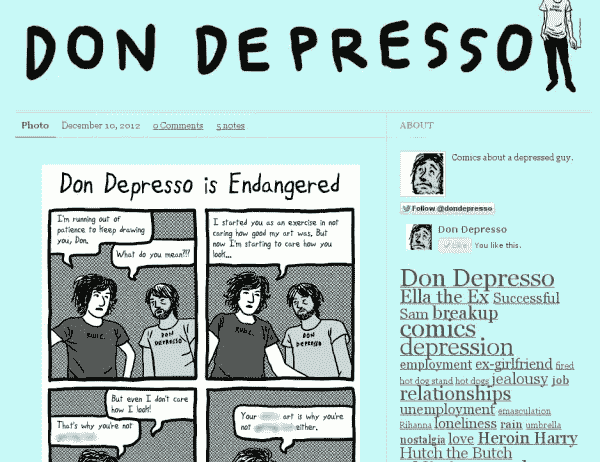 DON DEPRESSO
Photo December 10, 2012 0 Comments 5 notes
ABOUT
Comics about a depressed guy.
Follow @dondepresso
Don Depresso
Like You like this.
Don Depresso
Ella the Ex Successful
Sam breakup
comics
depression
employment ex-girlfriend fired
hot dog stand hot dogs jealousy job
relationships
unemployment emasculation
Rihanna loneliness rain umbrella
nostalgia love Heroin Harry
Hutch the Butch
Don Depresso is Endangered
I'm running out of
patience to keep drawing
you, Don.
What do you mean?!!
RUDE.
DON
DEPRESSO
I started you as an exercise in not
caring how good my art was. But
now I'm starting to care how you
look...
RUDE.
DON
DEPRESSO
But even I don't care
how I look!
That's why you're not
Your art is why you're
not either.